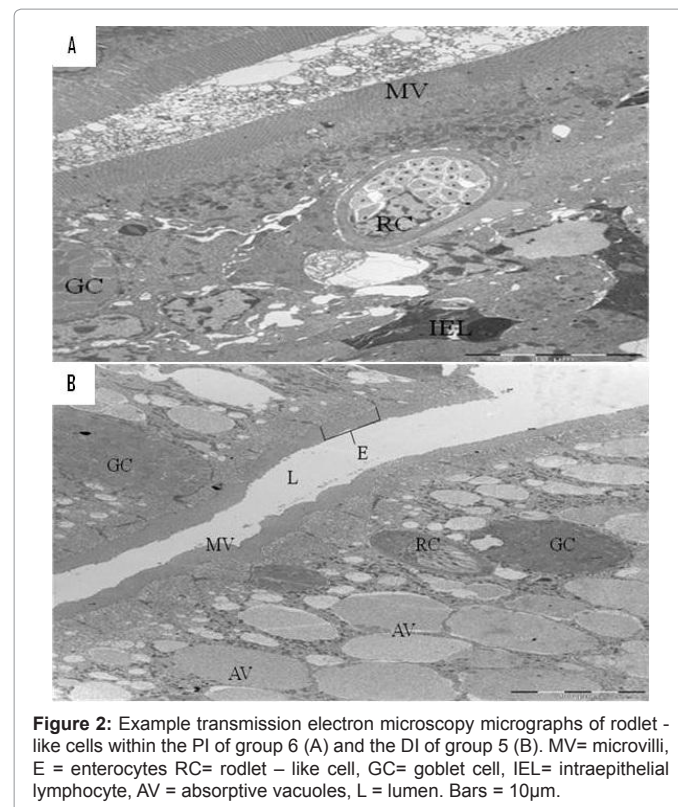 A
MV
RC
GC
IEL
B
GC
E
L
MV
RC
GC
AV
AV
Figure 2: Example transmission electron microscopy micrographs of rodlet -
like cells within the PI of group 6 (A) and the DI of group 5 (B). MV= microvilli,
E = enterocytes RC= rodlet – like cell, GC= goblet cell, IEL= intraepithelial
lymphocyte, AV = absorptive vacuoles, L = lumen. Bars = 10µm.